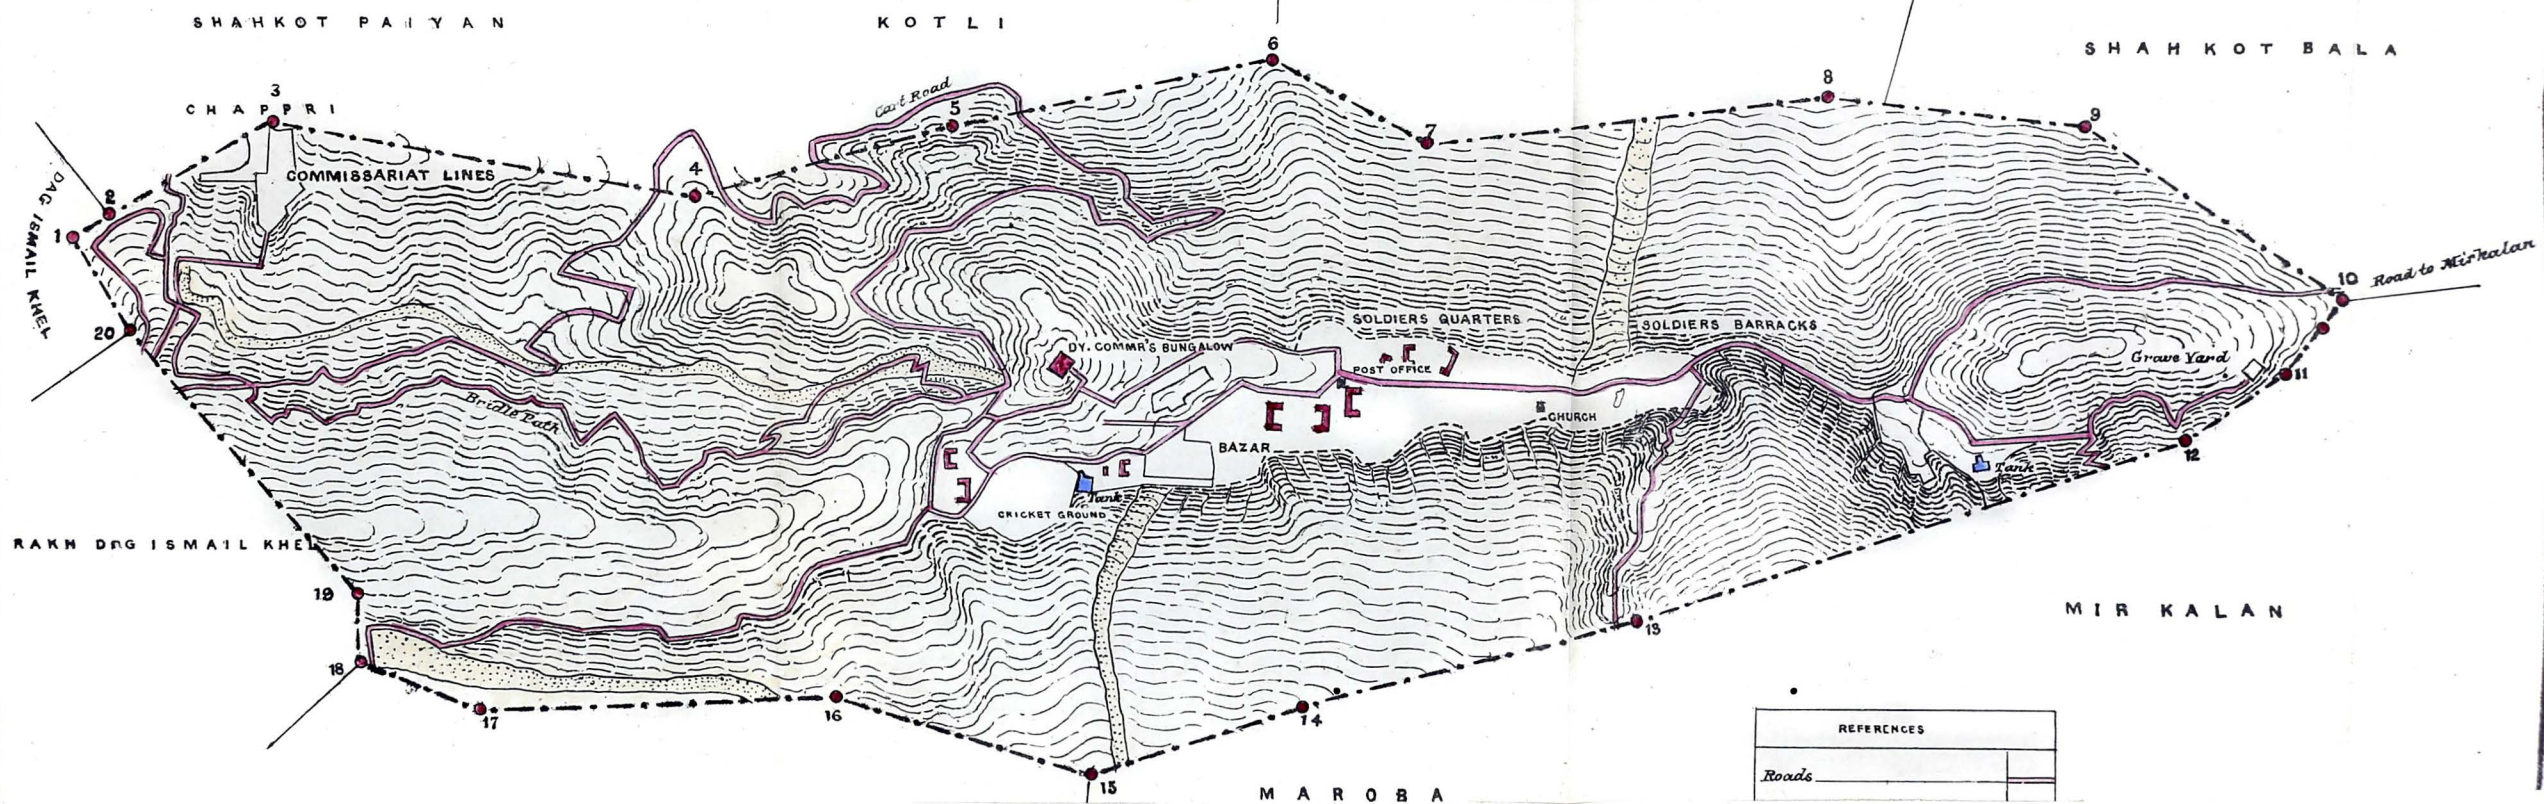 SHAHKOT PAIYAN
KOTLI
SHAHKOT BALA
CHAPPRI
DAG ISMAIL KHEL
RAKH DAG ISMAIL KHEL
MIR KALAN
MAROBA
1
2
3
4
5
6
7
8
9
10
11
12
13
14
15
16
17
18
19
20
Cart Road
COMMISSARIAT LINES
Road to Mirkalan
SOLDIERS QUARTERS
SOLDIERS BARRACKS
DY. COMMR'S BUNGALOW
POST OFFICE
Grave Yard
Bridle Path
CHURCH
BAZAR
Tank
Tank
CRICKET GROUND
REFERENCES
Roads